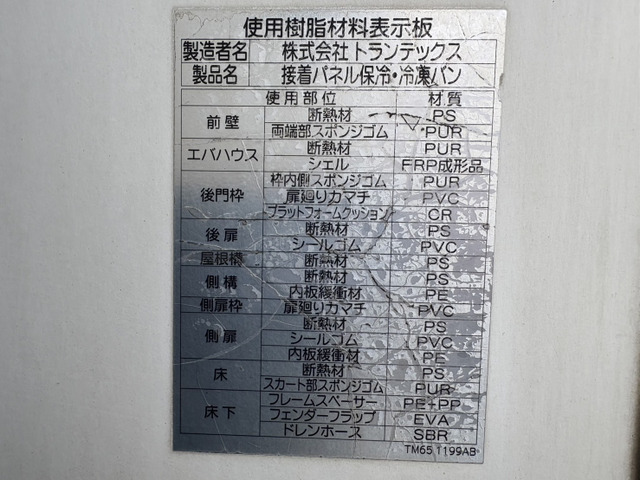 使用樹脂材料表示板
製造者名 株式会社トランテックス
製品名 接着パネル保冷・冷凍バン
使用部位 材質
前壁 断熱材 PS
両端部スポンジゴム PUR
エバハウス 断熱材 PUR
シェル FRP成形品
後門枠 枠内側スポンジゴム PUR
扉廻りカマチ PVC
プラットフォームクッション CR
後扉 断熱材 PS
シールゴム PVC
屋根構 断熱材 PS
側構 断熱材 PS
内板緩衝材 PE
側扉枠 扉廻りカマチ PVC
側扉 断熱材 PS
シールゴム PVC
内板緩衝材 PE
床 断熱材 PS
スカート部スポンジゴム PUR
床下 フレームスペーサー PE+PP
フェンダーフラップ EVA
ドレンホース SBR
TM65 1199AB